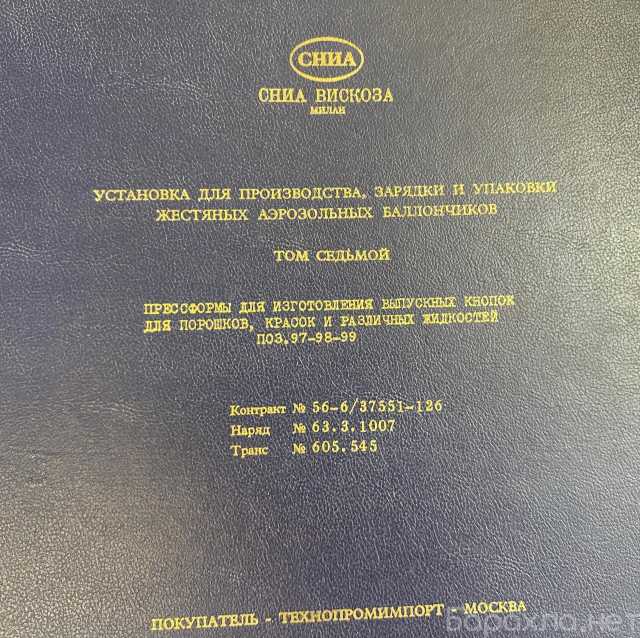 СНИА
СНИА ВИСКОЗА
МИЛАН
УСТАНОВКА ДЛЯ ПРОИЗВОДСТВА, ЗАРЯДКИ И УПАКОВКИ
ЖЕСТЯНЫХ АЭРОЗОЛЬНЫХ БАЛЛОНЧИКОВ
ТОМ СЕДЬМОЙ
ПРЕССФОРМЫ ДЛЯ ИЗГОТОВЛЕНИЯ ВЫПУСКНЫХ КНОПОК
ДЛЯ ПОРОШКОВ, КРАСОК И РАЗЛИЧНЫХ ЖИДКОСТЕЙ
ПОЗ.97-98-99
Контракт № 56-6/37551-126
Наряд № 63.3.1007
Транс № 605.545
ПОКУПАТЕЛЬ - ТЕХНОПРОМИМПОРТ - МОСКВА
барахла.нет